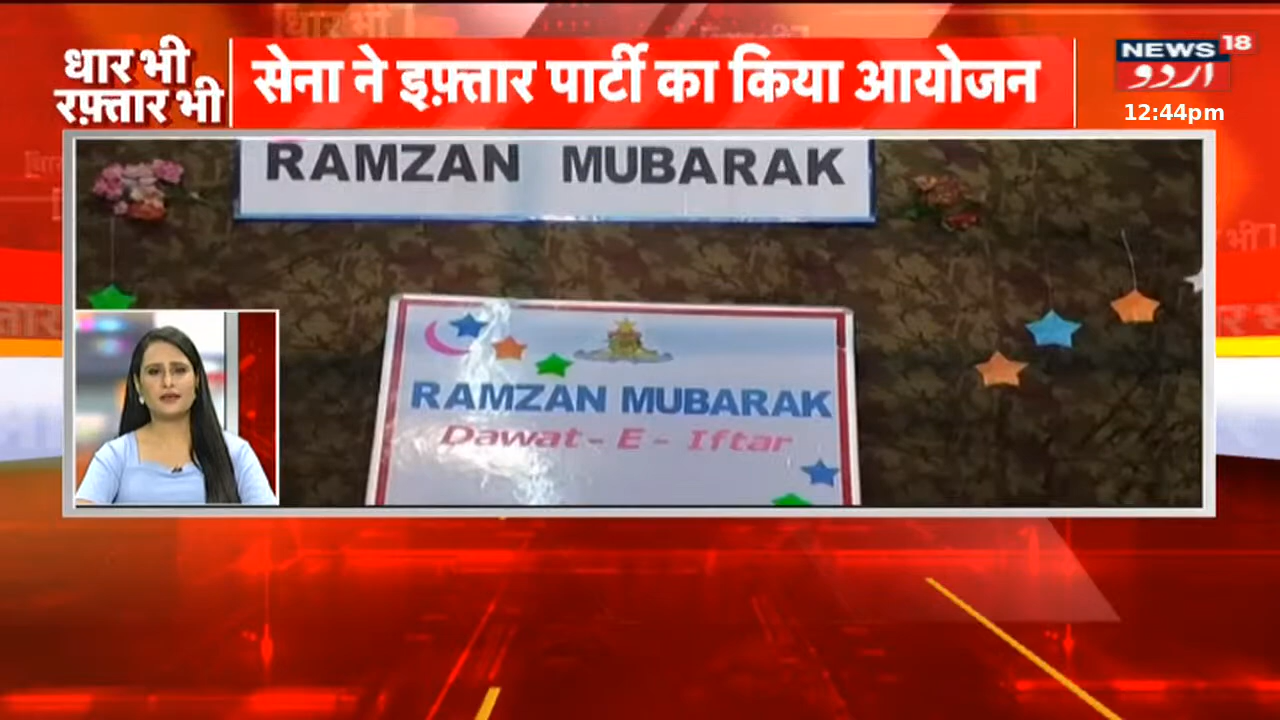 धार भी
रफ़्तार भी
सेना ने इफ़्तार पार्टी का किया आयोजन
NEWS 18
اردو
12:44pm
RAMZAN MUBARAK
RAMZAN MUBARAK
Dawat - E - Iftar